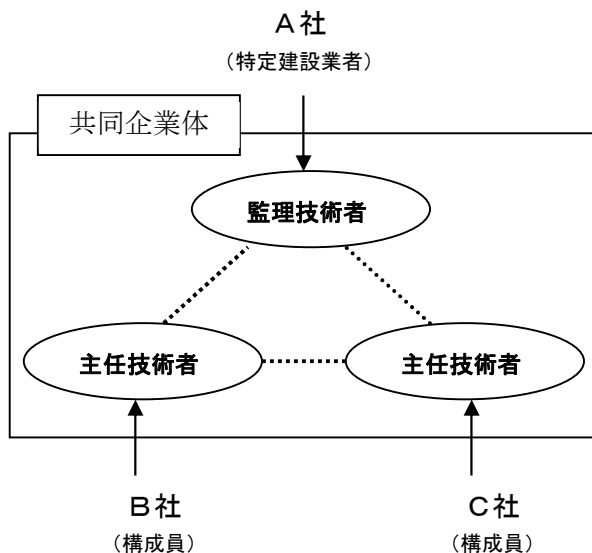 A社
（特定建設業者）
共同企業体
監理技術者
主任技術者
主任技術者
B社
（構成員）
C社
（構成員）